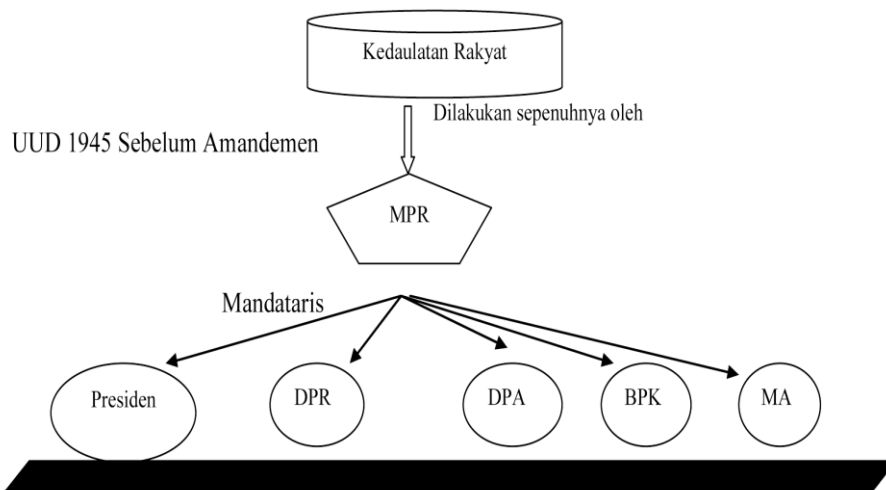 Kedaulatan Rakyat
Dilakukan sepenuhnya oleh
UUD 1945 Sebelum Amandemen
MPR
Mandataris
Presiden
DPR
DPA
BPK
MA